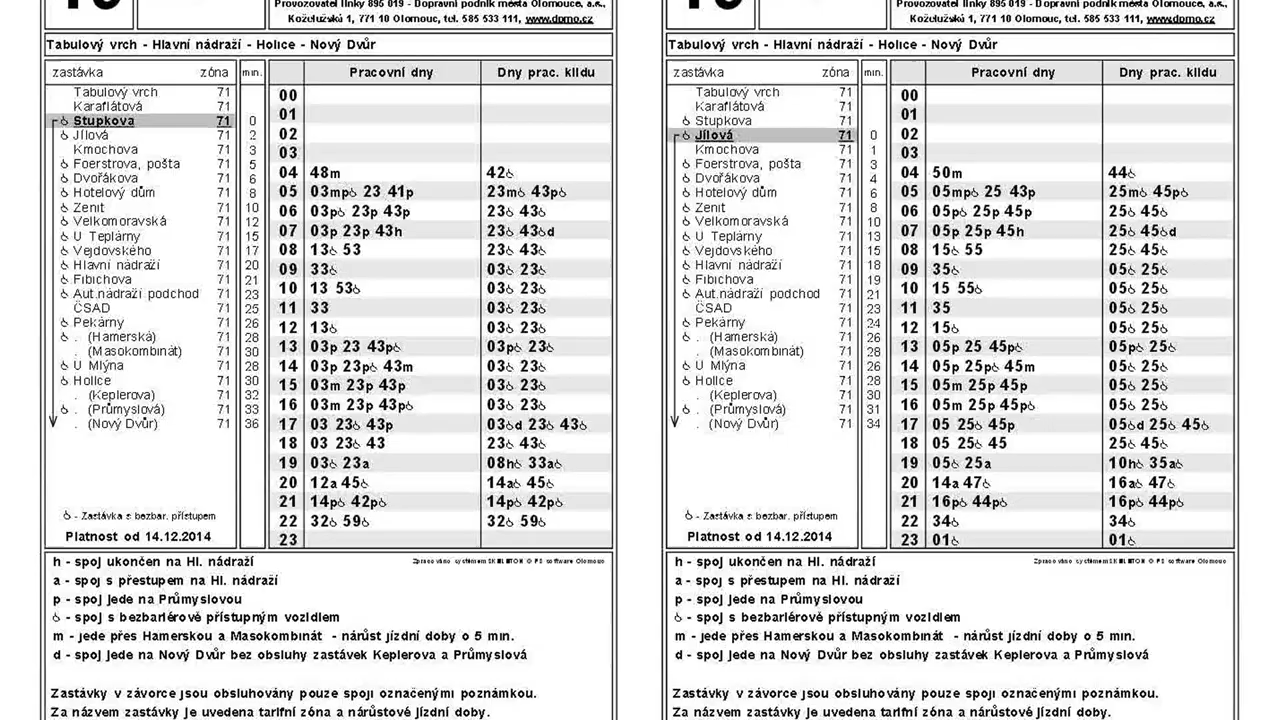 Provozovatel linky 895 019 - Dopravní podnik města Olomouce, a.s.,
Koželužská 1, 771 10 Olomouc, tel. 585 533 111, www.dpmo.cz
Tabulový vrch - Hlavní nádraží - Holice - Nový Dvůr
zastávka zóna min. Pracovní dny Dny prac. klidu
Tabulový vrch 71
Karaflátová 71
♿ Stupkova 71 0
♿ Jílová 71 2
Kmochova 71 3
♿ Foerstrova, pošta 71 5
♿ Dvořákova 71 6
♿ Hotelový dům 71 8
♿ Zenit 71 10
♿ Velkomoravská 71 12
♿ U Teplárny 71 15
♿ Vejdovského 71 17
♿ Hlavní nádraží 71 20
♿ Fibichova 71 21
♿ Aut.nádraží podchod 71 23
ČSAD 71 25
♿ Pekárny 71 26
♿ . (Hamerská) 71 28
. (Masokombinát) 71 30
♿ U Mlýna 71 28
♿ Holice 71 30
. (Keplerova) 71 32
♿ . (Průmyslová) 71 33
. (Nový Dvůr) 71 36
♿ - Zastávka s bezbar. přístupem
Platnost od 14.12.2014
00
01
02
03
04 48m 42♿
05 03mp♿ 23 41p 23m♿ 43p♿
06 03p♿ 23p 43p 23♿ 43♿
07 03p 23p 43h 23♿ 43♿d
08 13♿ 53 23♿ 43♿
09 33♿ 03♿ 23♿
10 13 53♿ 03♿ 23♿
11 33 03♿ 23♿
12 13♿ 03♿ 23♿
13 03p 23 43p♿ 03p♿ 23♿
14 03p 23p♿ 43m 03♿ 23♿
15 03m 23p 43p 03♿ 23♿
16 03m 23p 43p♿ 03♿ 23♿
17 03 23♿ 43p 03♿d 23♿ 43♿
18 03 23♿ 43 23♿ 43♿
19 03♿ 23a 08h♿ 33a♿
20 12a 45♿ 14a♿ 45♿
21 14p♿ 42p♿ 14p♿ 42p♿
22 32♿ 59♿ 32♿ 59♿
23
h - spoj ukončen na Hl. nádraží
Zpracováno systémem SKELETON © FS software Olomouc
a - spoj s přestupem na Hl. nádraží
p - spoj jede na Průmyslovou
♿ - spoj s bezbariérově přístupným vozidlem
m - jede přes Hamerskou a Masokombinát - nárůst jízdní doby o 5 min.
d - spoj jede na Nový Dvůr bez obsluhy zastávek Keplerova a Průmyslová
Zastávky v závorce jsou obsluhovány pouze spoji označenými poznámkou.
Za názvem zastávky je uvedena tarifní zóna a nárůstové jízdní doby.
Provozovatel linky 895 019 - Dopravní podnik města Olomouce, a.s.,
Koželužská 1, 771 10 Olomouc, tel. 585 533 111, www.dpmo.cz
Tabulový vrch - Hlavní nádraží - Holice - Nový Dvůr
zastávka zóna min. Pracovní dny Dny prac. klidu
Tabulový vrch 71
Karaflátová 71
♿ Stupkova 71
♿ Jílová 71 0
Kmochova 71 1
♿ Foerstrova, pošta 71 3
♿ Dvořákova 71 4
♿ Hotelový dům 71 6
♿ Zenit 71 8
♿ Velkomoravská 71 10
♿ U Teplárny 71 13
♿ Vejdovského 71 15
♿ Hlavní nádraží 71 18
♿ Fibichova 71 19
♿ Aut.nádraží podchod 71 21
ČSAD 71 23
♿ Pekárny 71 24
♿ . (Hamerská) 71 26
. (Masokombinát) 71 28
♿ U Mlýna 71 26
♿ Holice 71 28
. (Keplerova) 71 30
♿ . (Průmyslová) 71 31
. (Nový Dvůr) 71 34
♿ - Zastávka s bezbar. přístupem
Platnost od 14.12.2014
00
01
02
03
04 50m 44♿
05 05mp♿ 25 43p 25m♿ 45p♿
06 05p♿ 25p 45p 25♿ 45♿
07 05p 25p 45h 25♿ 45♿d
08 15♿ 55 25♿ 45♿
09 35♿ 05♿ 25♿
10 15 55♿ 05♿ 25♿
11 35 05♿ 25♿
12 15♿ 05♿ 25♿
13 05p 25 45p♿ 05p♿ 25♿
14 05p 25p♿ 45m 05♿ 25♿
15 05m 25p 45p 05♿ 25♿
16 05m 25p 45p♿ 05♿ 25♿
17 05 25♿ 45p 05♿d 25♿ 45♿
18 05 25♿ 45 25♿ 45♿
19 05♿ 25a 10h♿ 35a♿
20 14a 47♿ 16a♿ 47♿
21 16p♿ 44p♿ 16p♿ 44p♿
22 34♿ 34♿
23 01♿ 01♿
h - spoj ukončen na Hl. nádraží
Zpracováno systémem SKELETON © FS software Olomouc
a - spoj s přestupem na Hl. nádraží
p - spoj jede na Průmyslovou
♿ - spoj s bezbariérově přístupným vozidlem
m - jede přes Hamerskou a Masokombinát - nárůst jízdní doby o 5 min.
d - spoj jede na Nový Dvůr bez obsluhy zastávek Keplerova a Průmyslová
Zastávky v závorce jsou obsluhovány pouze spoji označenými poznámkou.
Za názvem zastávky je uvedena tarifní zóna a nárůstové jízdní doby.